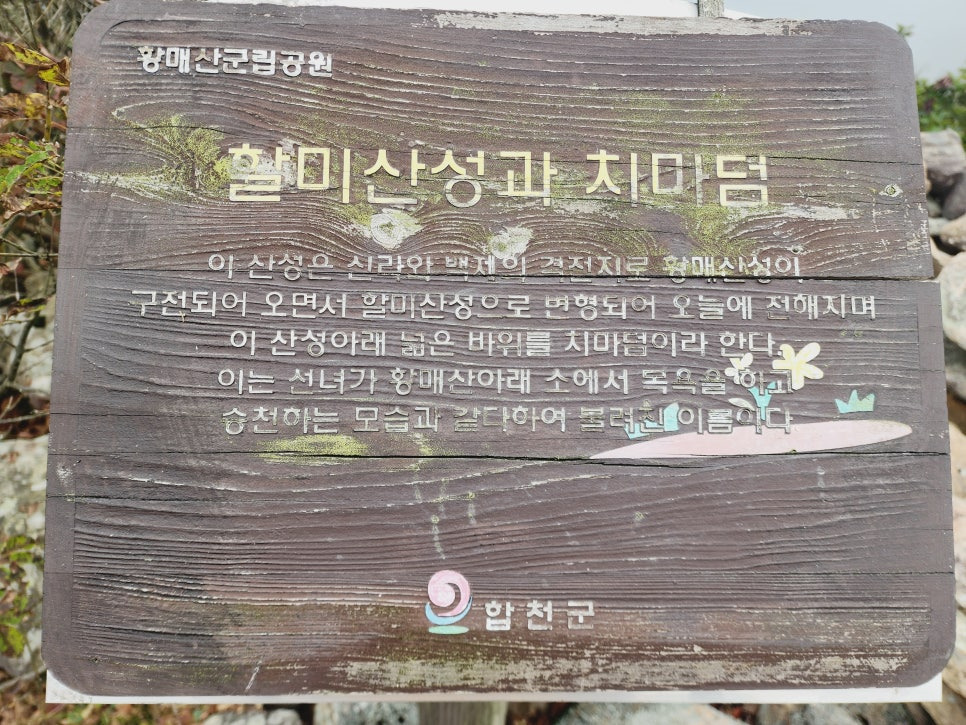 황매산군립공원
할미산성과 치마덤
이 산성은 신라와 백제의 격전지로 황매산성이
구전되어 오면서 할미산성으로 변형되어 오늘에 전해지며
이 산성아래 넓은 바위를 치마덤이라 한다
이는 선녀가 황매산아래 소에서 목욕을 하고
승천하는 모습과 같다하여 불려진 이름이다
합천군